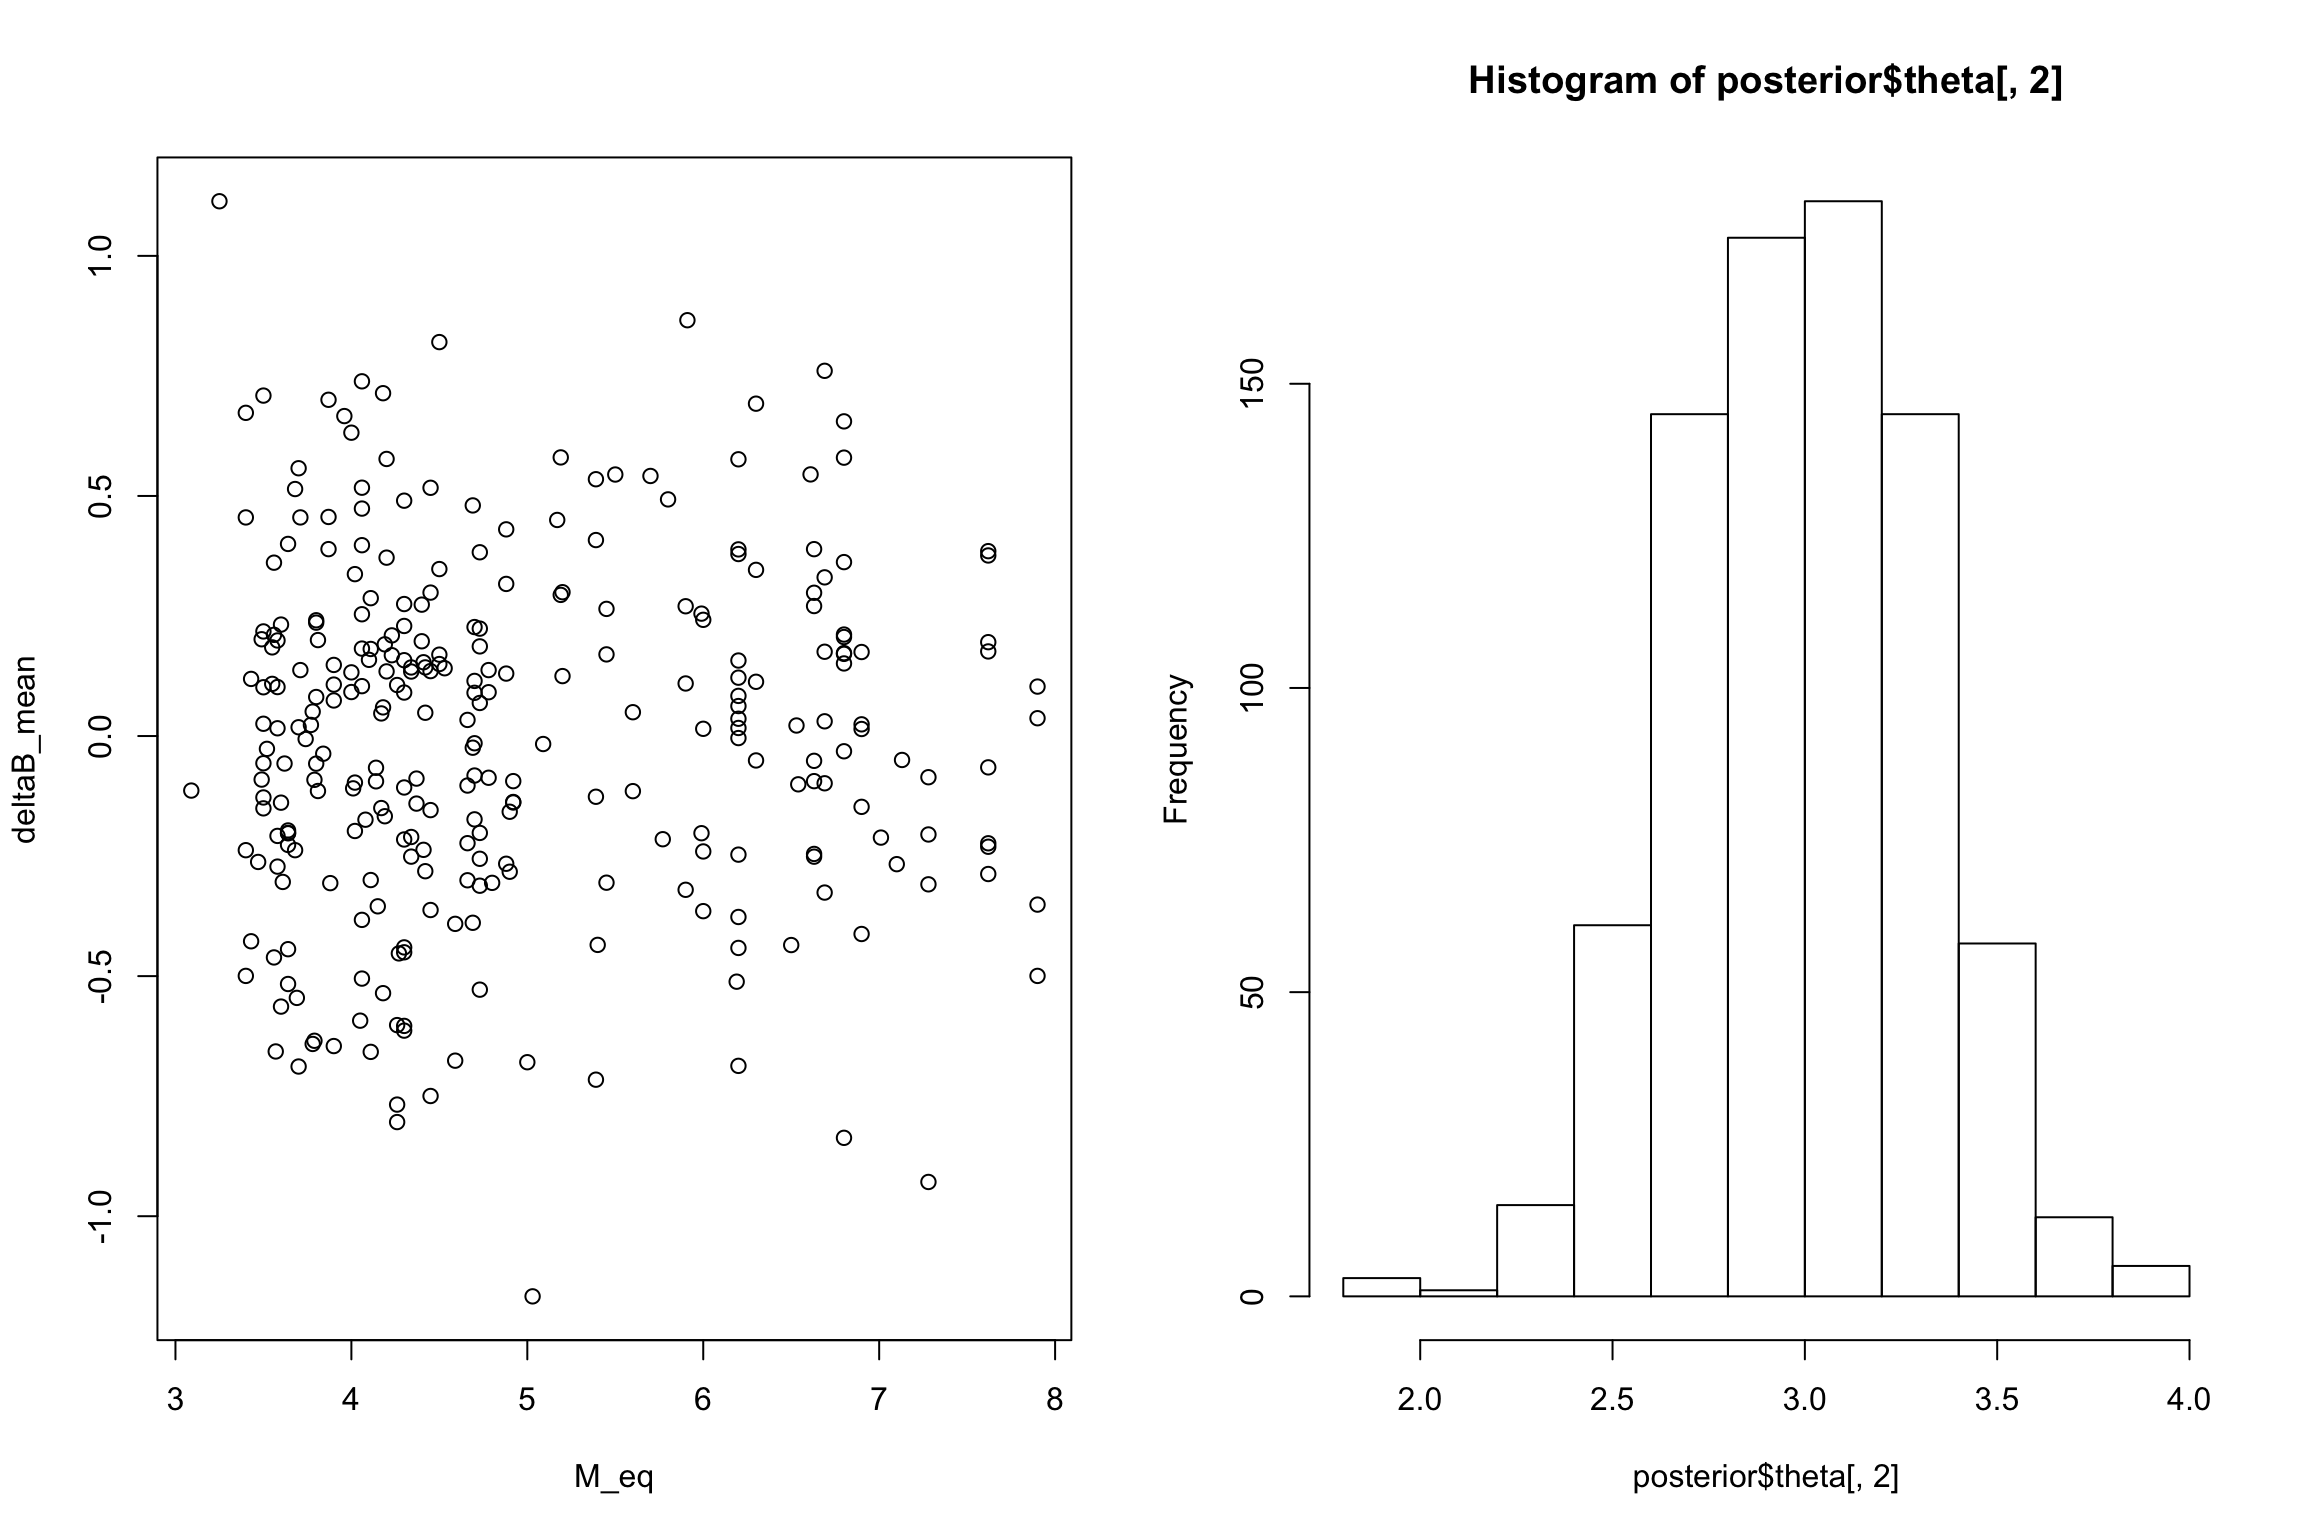 deltaB_mean
1.0
0.5
0.0
-0.5
-1.0
3 4 5 6 7 8
M_eq
Histogram of posterior$theta[, 2]
Frequency
150
100
50
0
2.0 2.5 3.0 3.5 4.0
posterior$theta[, 2]